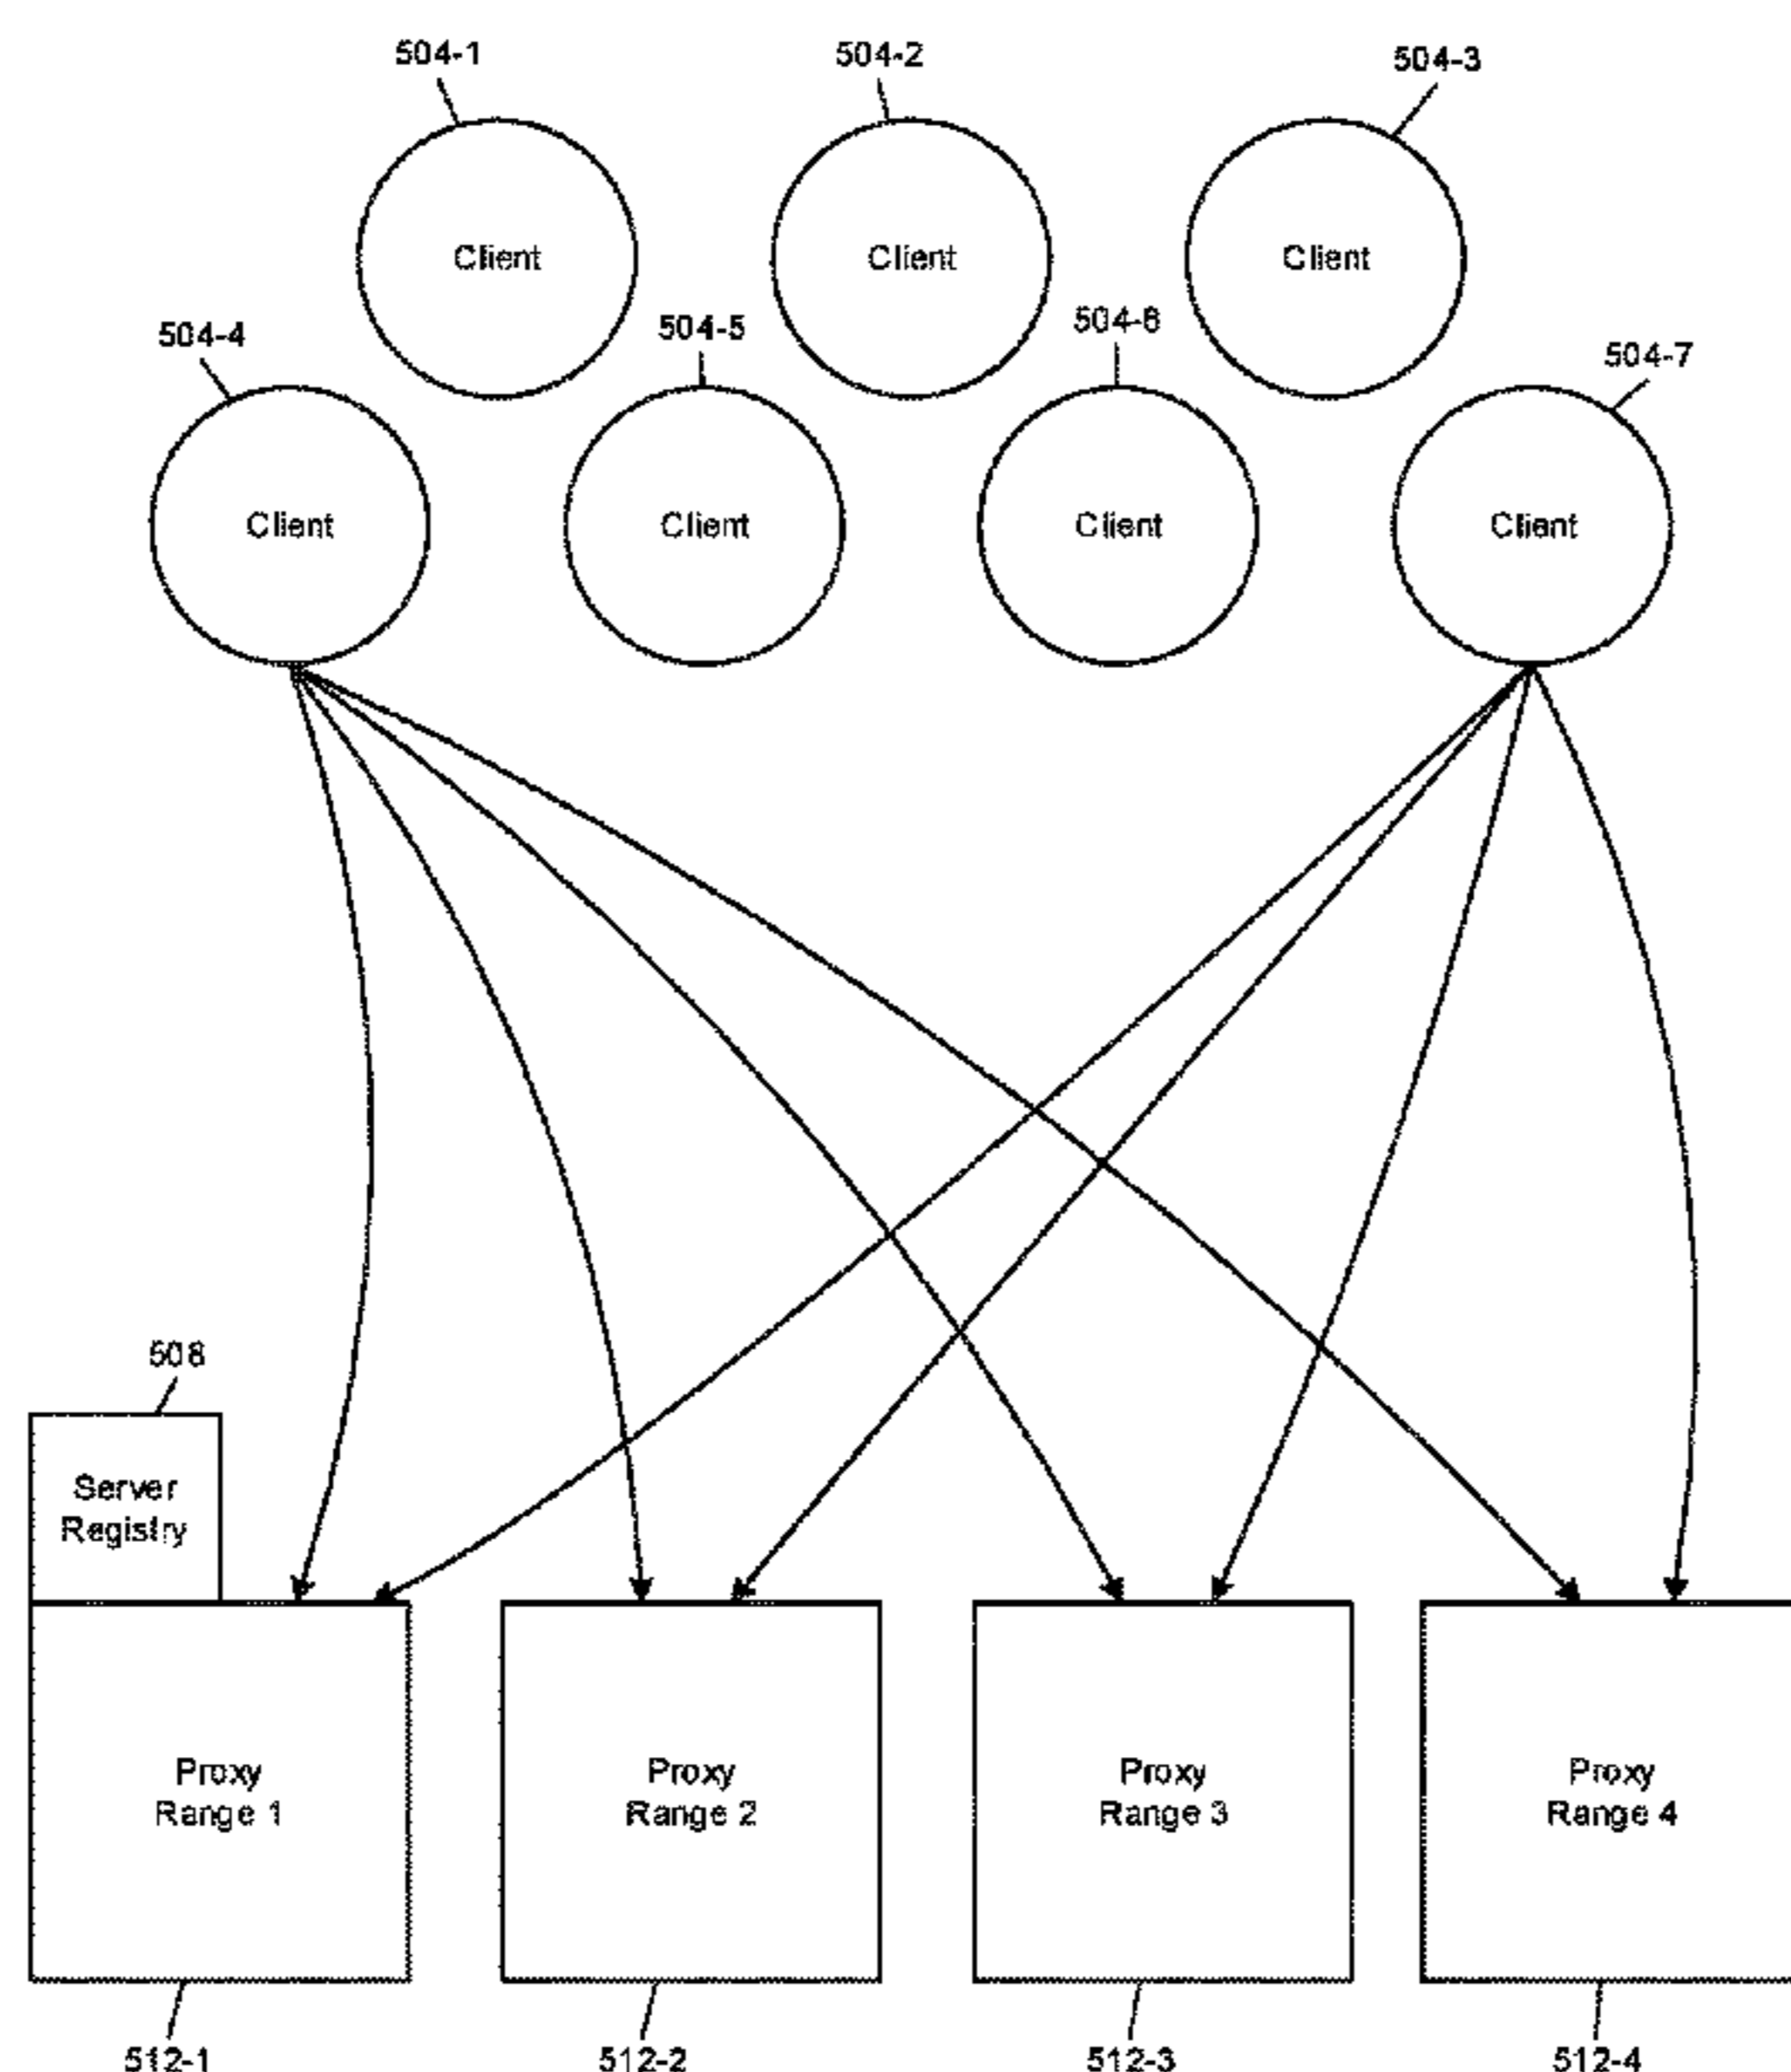 504-1
504-2
504-3
Client
Client
Client
504-4
504-5
504-6
504-7
Client
Client
Client
Client
508
Server
Registry
Proxy
Range 1
Proxy
Range 2
Proxy
Range 3
Proxy
Range 4
512-1
512-2
512-3
512-4